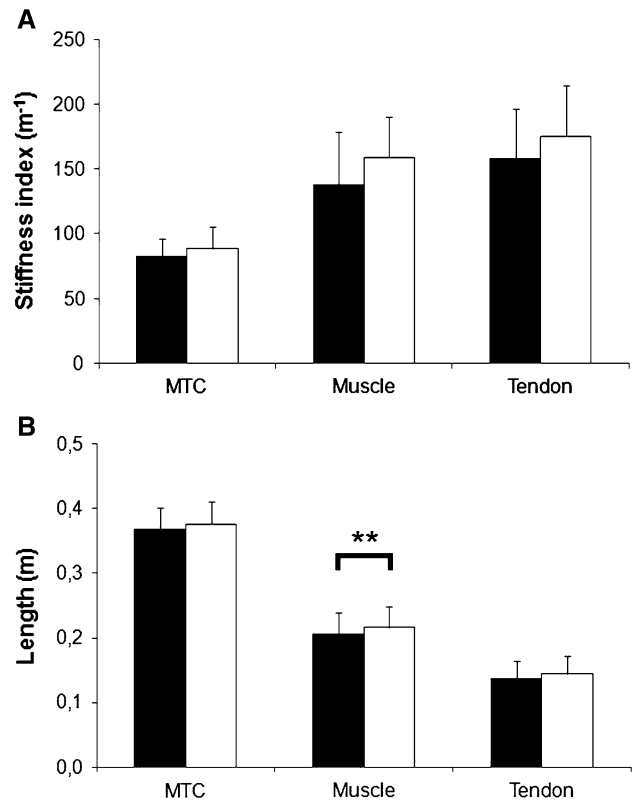 A
Stiffness index (m⁻¹)
250
200
150
100
50
0
MTC Muscle Tendon
B
Length (m)
0,5
0,4
0,3
0,2
0,1
0,0
**
MTC Muscle Tendon